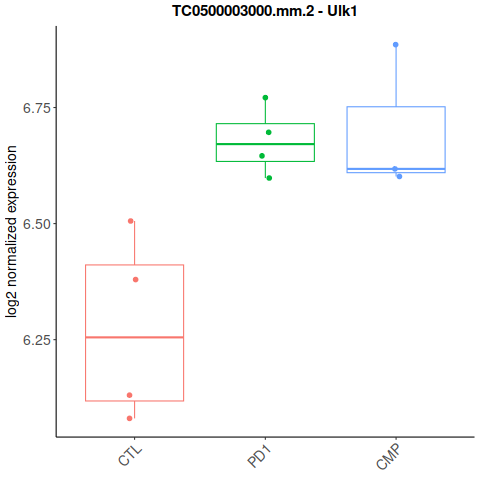 TC0500003000.mm.2 - Ulk1
log2 normalized expression
6.75
6.50
6.25
CTL
PD1
CMP